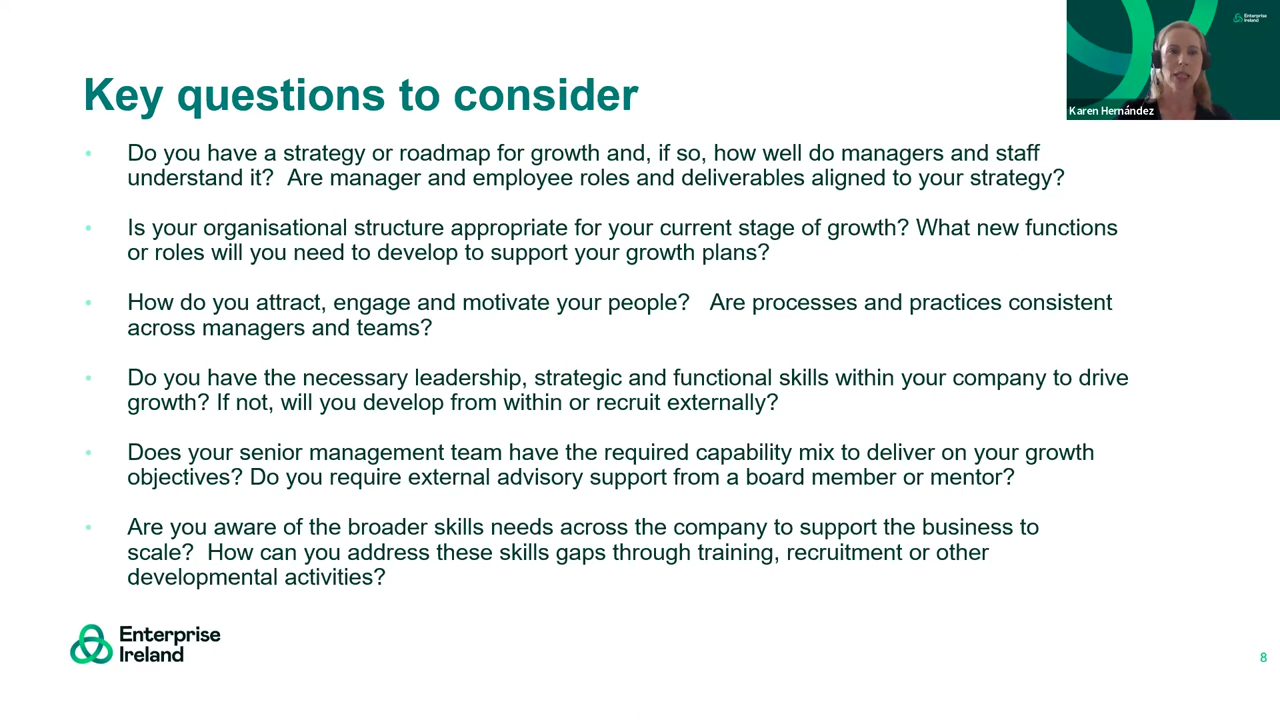 Enterprise
Ireland
Karen Hernández
Key questions to consider
• Do you have a strategy or roadmap for growth and, if so, how well do managers and staff
understand it?  Are manager and employee roles and deliverables aligned to your strategy?
• Is your organisational structure appropriate for your current stage of growth? What new functions
or roles will you need to develop to support your growth plans?
• How do you attract, engage and motivate your people?   Are processes and practices consistent
across managers and teams?
• Do you have the necessary leadership, strategic and functional skills within your company to drive
growth? If not, will you develop from within or recruit externally?
• Does your senior management team have the required capability mix to deliver on your growth
objectives? Do you require external advisory support from a board member or mentor?
• Are you aware of the broader skills needs across the company to support the business to
scale?  How can you address these skills gaps through training, recruitment or other
developmental activities?
Enterprise
Ireland
8